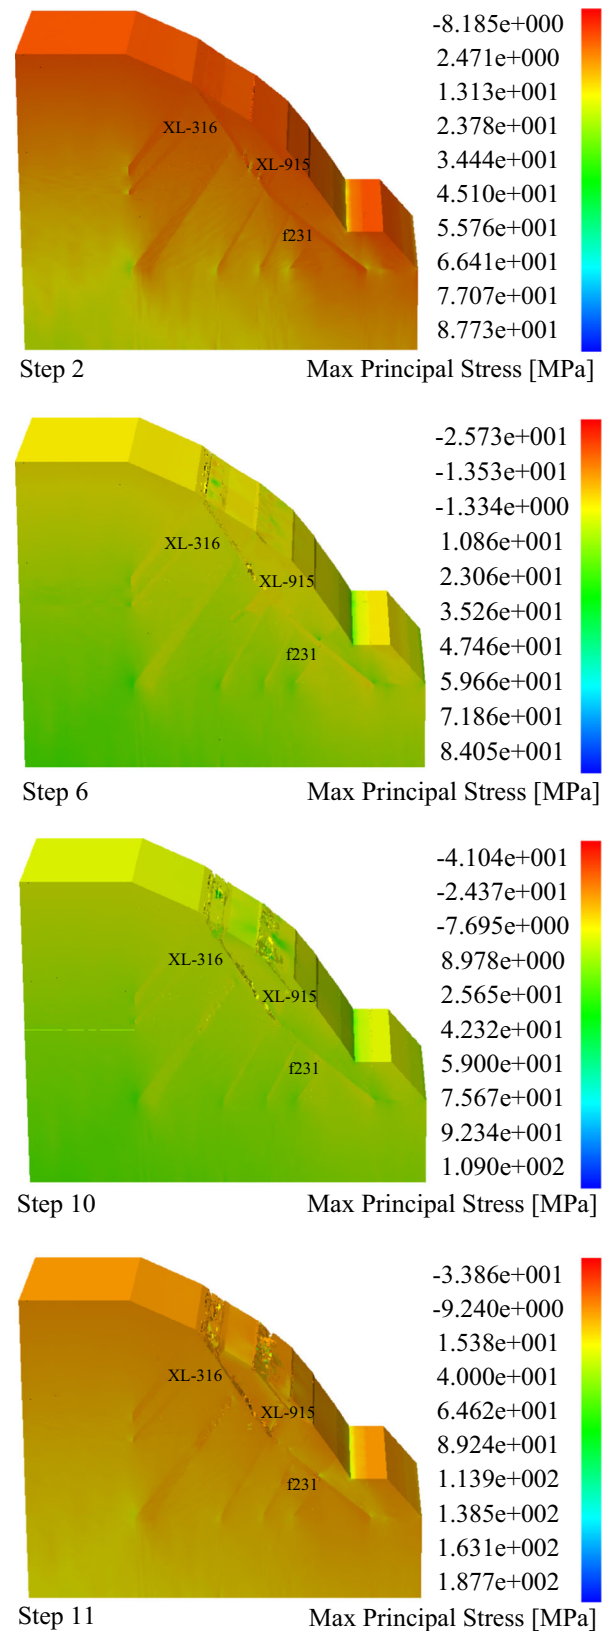 -8.185e+000
2.471e+000
1.313e+001
2.378e+001
3.444e+001
4.510e+001
5.576e+001
6.641e+001
7.707e+001
8.773e+001
XL-316
XL-915
f231
Step 2
Max Principal Stress [MPa]
-2.573e+001
-1.353e+001
-1.334e+000
1.086e+001
2.306e+001
3.526e+001
4.746e+001
5.966e+001
7.186e+001
8.405e+001
XL-316
XL-915
f231
Step 6
Max Principal Stress [MPa]
-4.104e+001
-2.437e+001
-7.695e+000
8.978e+000
2.565e+001
4.232e+001
5.900e+001
7.567e+001
9.234e+001
1.090e+002
XL-316
XL-915
f231
Step 10
Max Principal Stress [MPa]
-3.386e+001
-9.240e+000
1.538e+001
4.000e+001
6.462e+001
8.924e+001
1.139e+002
1.385e+002
1.631e+002
1.877e+002
XL-316
XL-915
f231
Step 11
Max Principal Stress [MPa]